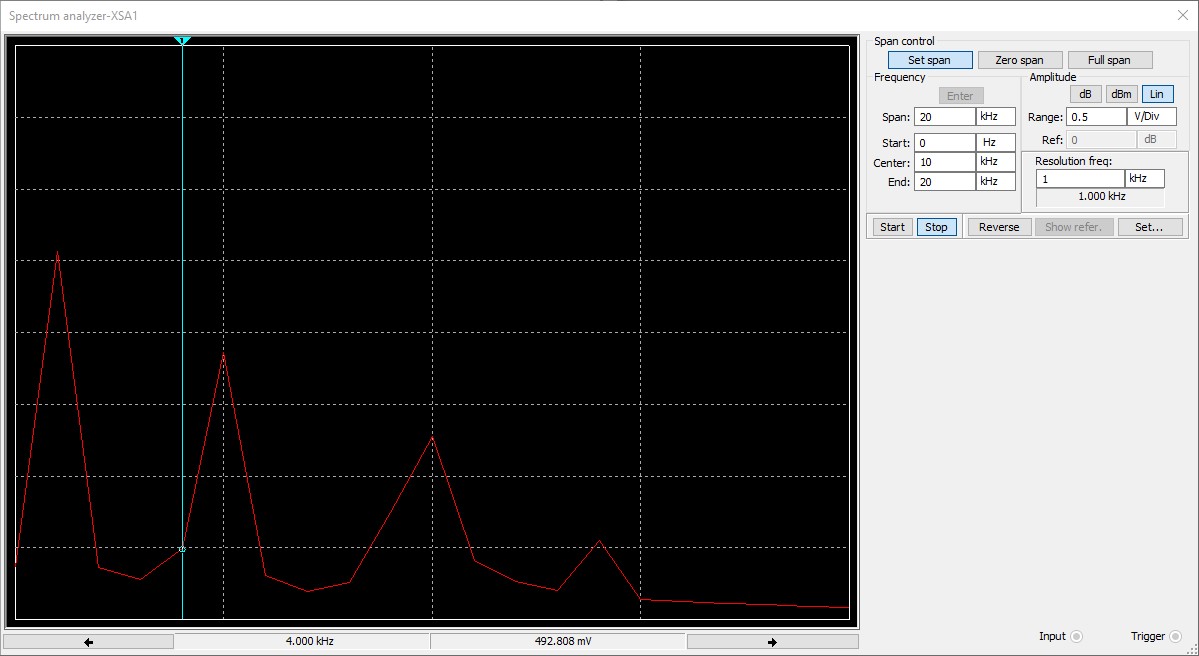 Spectrum analyzer-XSA1
1
Span control
Set span Zero span Full span
Frequency
Enter
Span: 20 kHz
Start: 0 Hz
Center: 10 kHz
End: 20 kHz
Amplitude
dB dBm Lin
Range: 0.5 V/Div
Ref: 0 dB
Resolution freq:
1 kHz
1.000 kHz
Start Stop Reverse Show refer. Set...
4.000 kHz 492.808 mV
Input Trigger